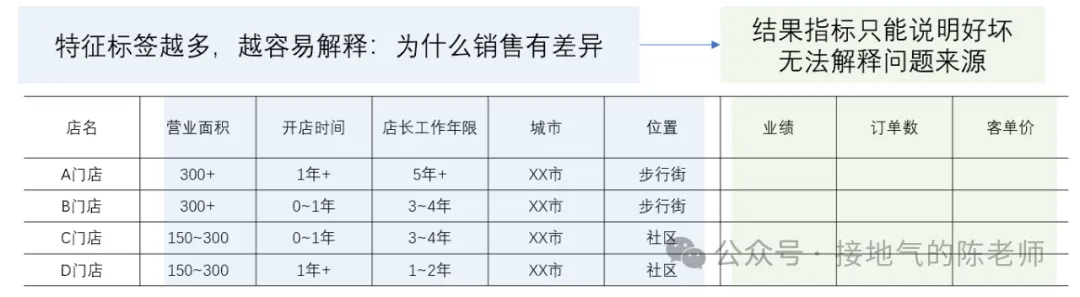 特征标签越多，越容易解释：为什么销售有差异
结果指标只能说明好坏
无法解释问题来源
店名 营业面积 开店时间 店长工作年限 城市 位置 业绩 订单数 客单价
A门店 300+ 1年+ 5年+ XX市 步行街
B门店 300+ 0~1年 3~4年 XX市 步行街
C门店 150~300 0~1年 3~4年 XX市 社区
D门店 150~300 1年+ 1~2年 XX市 社区
公众号·接地气的陈老师